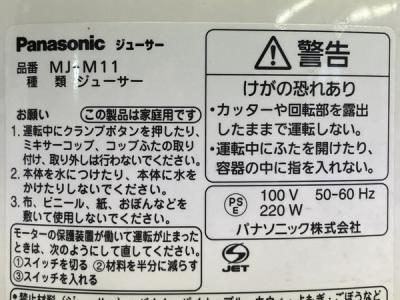 Panasonic ジューサー
品番 MJ-M11
種類 ジューサー
お願い この製品は家庭用です
1. 運転中にクランプボタンを押したり、
ミキサーコップ、コップふたの取り
付け、取り外しは行わないでください。
2. 本体を水につけたり、本体に水を
かけたりしないでください。
3. 布、ビニール、紙、おぼんなどを
敷いて使用しないでください。
モーターの保護装置が働いて運転が止まった
ときは、次のようにして直してください。
①スイッチを切る ②材料を半分に減らす
③スイッチを入れる
警告
けがの恐れあり
・カッターや回転部を露出
したままで運転しない。
・運転中にふたを開けたり、
容器の中に指を入れない。
PS
E
100 V 50-60 Hz
220 W
パナソニック株式会社
JET